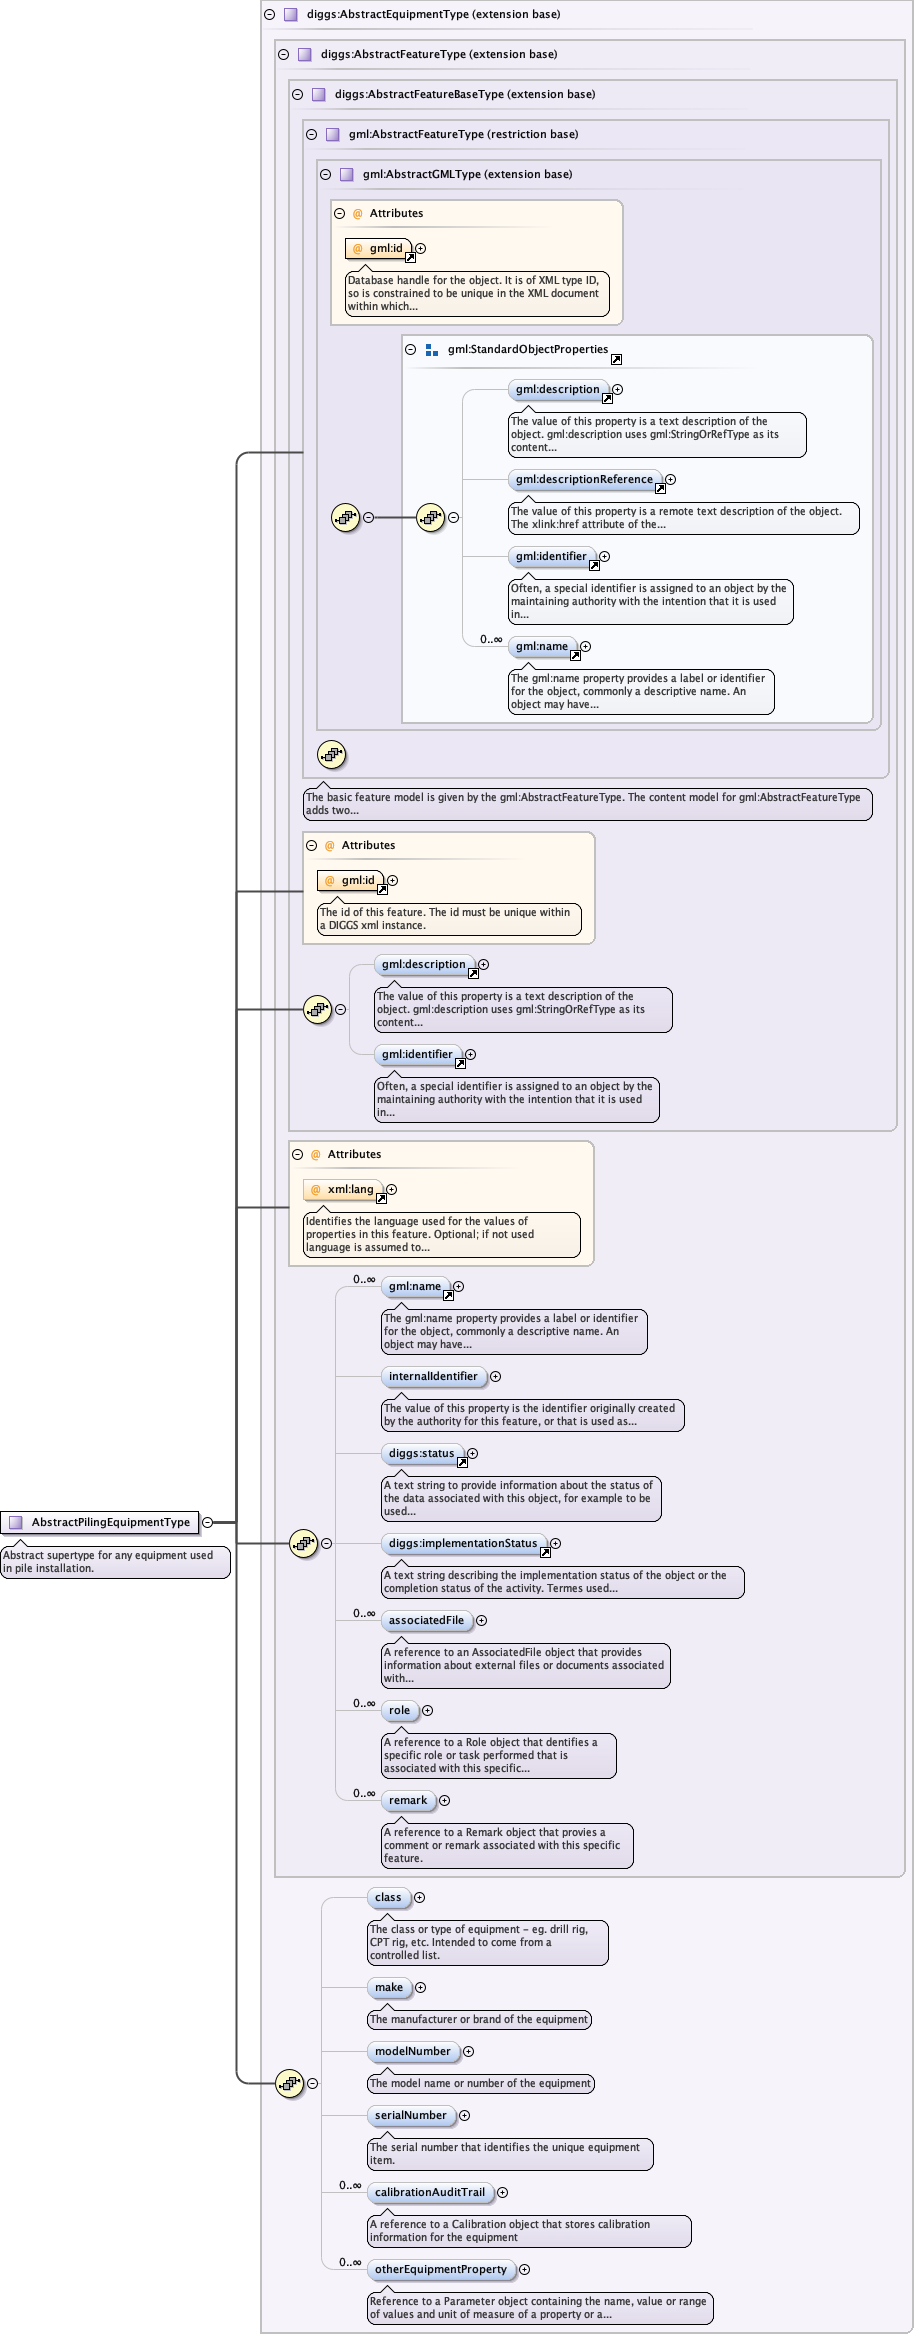 diggs:AbstractEquipmentType (extension base)
diggs:AbstractFeatureType (extension base)
diggs:AbstractFeatureBaseType (extension base)
gml:AbstractFeatureType (restriction base)
gml:AbstractGMLType (extension base)
@ Attributes
@ gml:id
Database handle for the object. It is of XML type ID,
so is constrained to be unique in the XML document
within which...
gml:StandardObjectProperties
gml:description
The value of this property is a text description of the
object. gml:description uses gml:StringOrRefType as its
content...
gml:descriptionReference
The value of this property is a remote text description of the object.
The xlink:href attribute of the...
gml:identifier
Often, a special identifier is assigned to an object by the
maintaining authority with the intention that it is used
in...
0..∞
gml:name
The gml:name property provides a label or identifier
for the object, commonly a descriptive name. An
object may have...
The basic feature model is given by the gml:AbstractFeatureType. The content model for gml:AbstractFeatureType
adds two...
@ Attributes
@ gml:id
The id of this feature. The id must be unique within
a DIGGS xml instance.
gml:description
The value of this property is a text description of the
object. gml:description uses gml:StringOrRefType as its
content...
gml:identifier
Often, a special identifier is assigned to an object by the
maintaining authority with the intention that it is used
in...
@ Attributes
@ xml:lang
Identifies the language used for the values of
properties in this feature. Optional; if not used
language is assumed to...
0..∞
gml:name
The gml:name property provides a label or identifier
for the object, commonly a descriptive name. An
object may have...
internalIdentifier
The value of this property is the identifier originally created
by the authority for this feature, or that is used as...
diggs:status
A text string to provide information about the status of
the data associated with this object, for example to be
used...
AbstractPilingEquipmentType
Abstract supertype for any equipment used
in pile installation.
diggs:implementationStatus
A text string describing the implementation status of the object or the
completion status of the activity. Termes used...
0..∞
associatedFile
A reference to an AssociatedFile object that provides
information about external files or documents associated
with...
0..∞
role
A reference to a Role object that dentifies a
specific role or task performed that is
associated with this specific...
0..∞
remark
A reference to a Remark object that provies a
comment or remark associated with this specific
feature.
class
The class or type of equipment - eg. drill rig,
CPT rig, etc. Intended to come from a
controlled list.
make
The manufacturer or brand of the equipment
modelNumber
The model name or number of the equipment
serialNumber
The serial number that identifies the unique equipment
item.
0..∞
calibrationAuditTrail
A reference to a Calibration object that stores calibration
information for the equipment
0..∞
otherEquipmentProperty
Reference to a Parameter object containing the name, value or range
of values and unit of measure of a property or a...